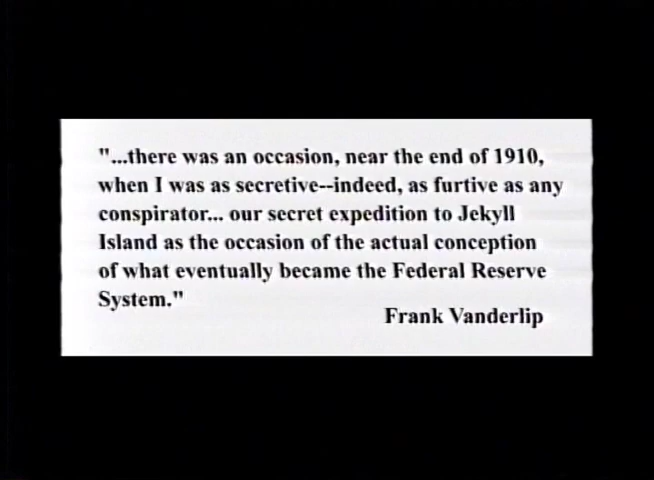 "...there was an occasion, near the end of 1910,
when I was as secretive--indeed, as furtive as any
conspirator... our secret expedition to Jekyll
Island as the occasion of the actual conception
of what eventually became the Federal Reserve
System."
Frank Vanderlip